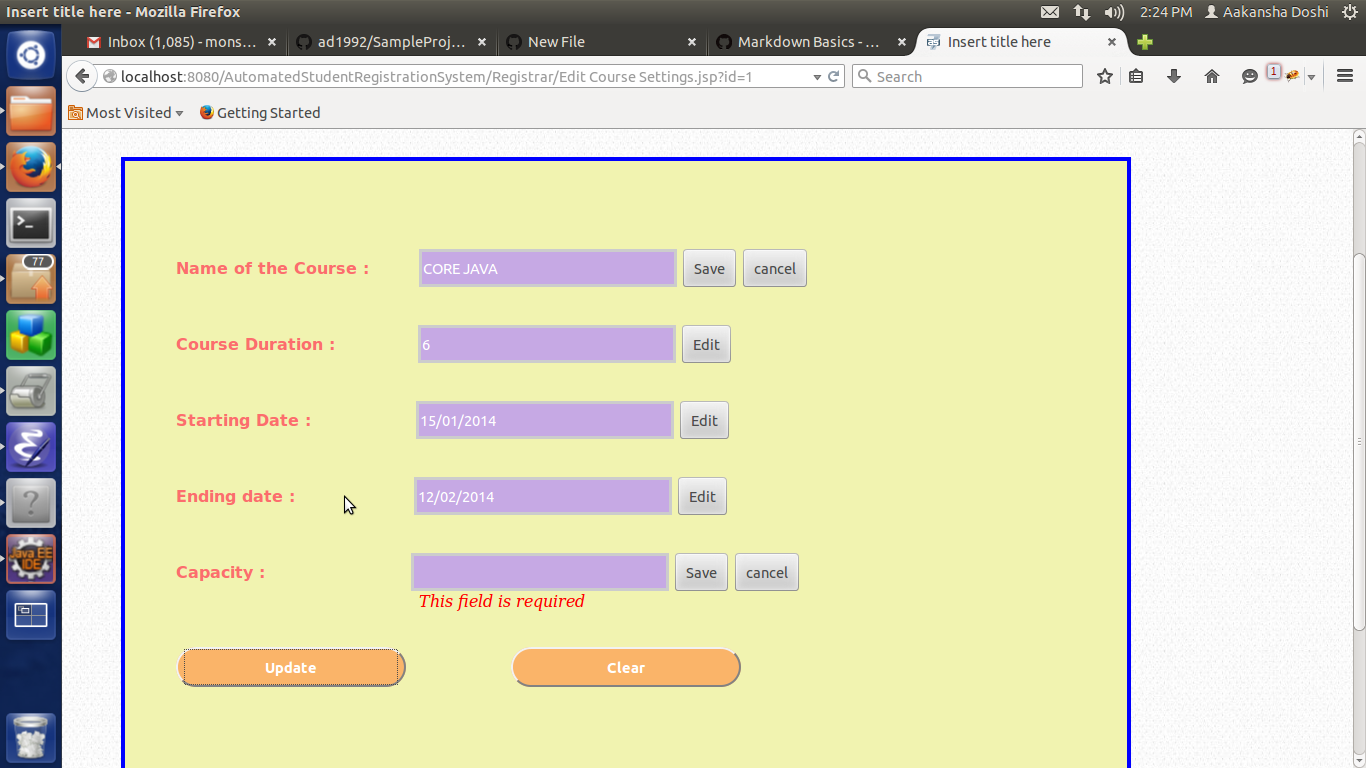 Insert title here - Mozilla Firefox
2:24 PM Aakansha Doshi
Inbox (1,085) - mons... ad1992/SampleProj... New File Markdown Basics - ... Insert title here
localhost:8080/AutomatedStudentRegistrationSystem/Registrar/Edit Course Settings.jsp?id=1 Search 1
Most Visited Getting Started
77
Java EE
IDE
Name of the Course : CORE JAVA Save cancel
Course Duration : 6 Edit
Starting Date : 15/01/2014 Edit
Ending date : 12/02/2014 Edit
Capacity : Save cancel
This field is required
Update Clear